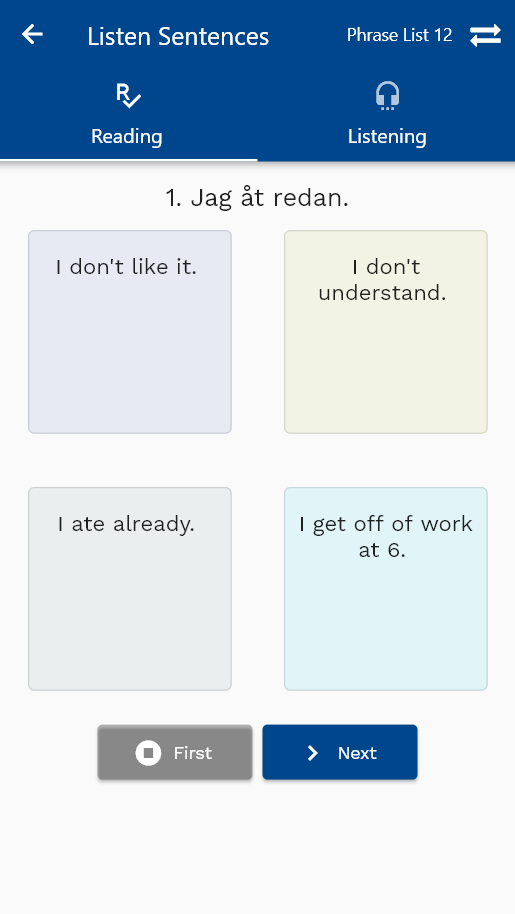 Listen Sentences
Phrase List 12
Reading
Listening
1. Jag åt redan.
I don't like it.
I don't
understand.
I ate already.
I get off of work
at 6.
First
Next